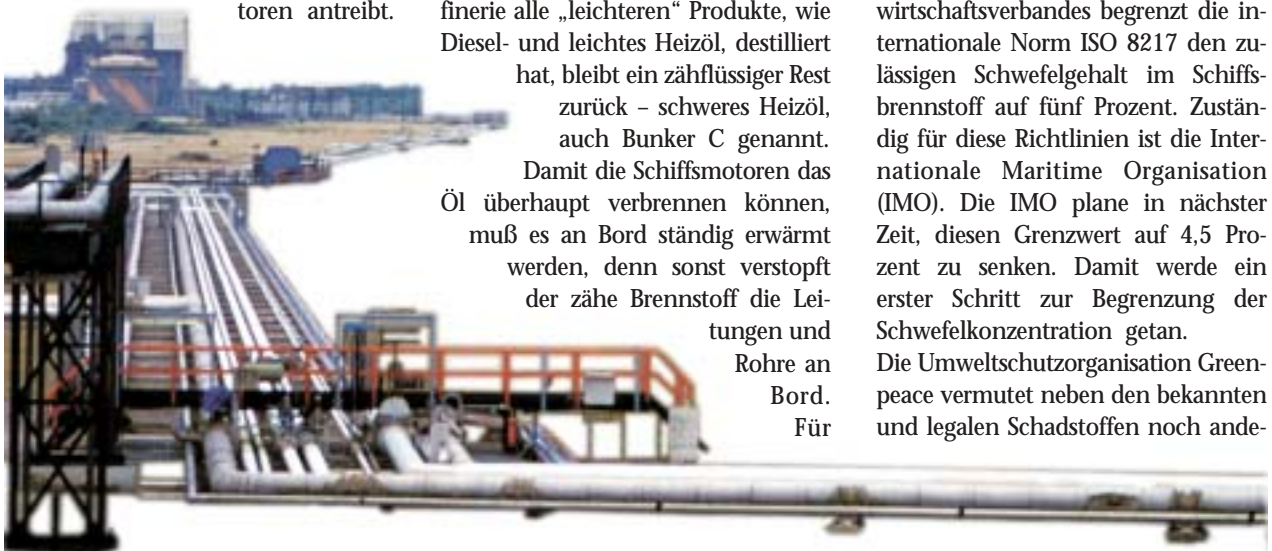 toren antreibt.
finerie alle „leichteren“ Produkte, wie
Diesel- und leichtes Heizöl, destilliert
hat, bleibt ein zähflüssiger Rest
zurück – schweres Heizöl,
auch Bunker C genannt.
Damit die Schiffsmotoren das
Öl überhaupt verbrennen können,
muß es an Bord ständig erwärmt
werden, denn sonst verstopft
der zähe Brennstoff die Lei-
tungen und
Rohre an
Bord.
Für
wirtschaftsverbandes begrenzt die in-
ternationale Norm ISO 8217 den zu-
lässigen Schwefelgehalt im Schiffs-
brennstoff auf fünf Prozent. Zustän-
dig für diese Richtlinien ist die Inter-
nationale Maritime Organisation
(IMO). Die IMO plane in nächster
Zeit, diesen Grenzwert auf 4,5 Pro-
zent zu senken. Damit werde ein
erster Schritt zur Begrenzung der
Schwefelkonzentration getan.
Die Umweltschutzorganisation Green-
peace vermutet neben den bekannten
und legalen Schadstoffen noch ande-